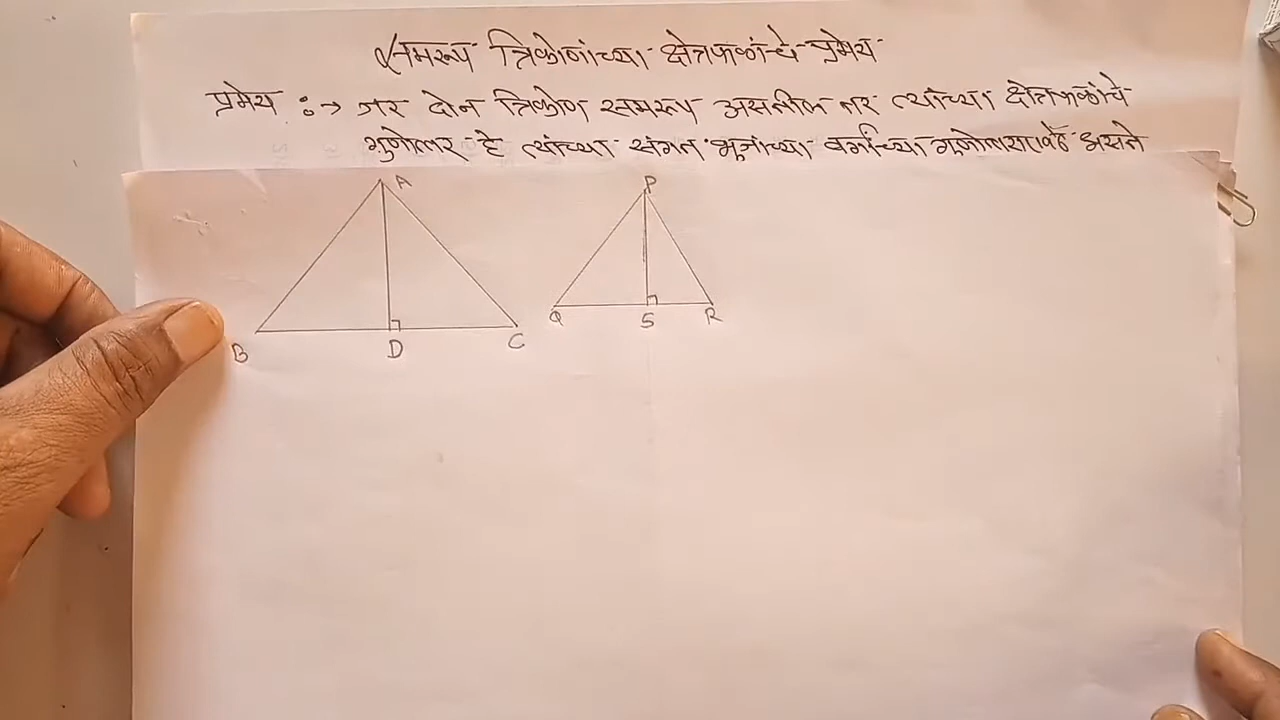 समरूप त्रिकोणांच्या क्षेत्रफळांचे प्रमेय
प्रमेय :→ जर दोन त्रिकोण समरूप असतील तर त्यांच्या क्षेत्रफळांचे
गुणोत्तर हे त्यांच्या संगत भुजांच्या वर्गाच्या गुणोत्तराएवढे असते
A
P
B
D
C
Q
S
R